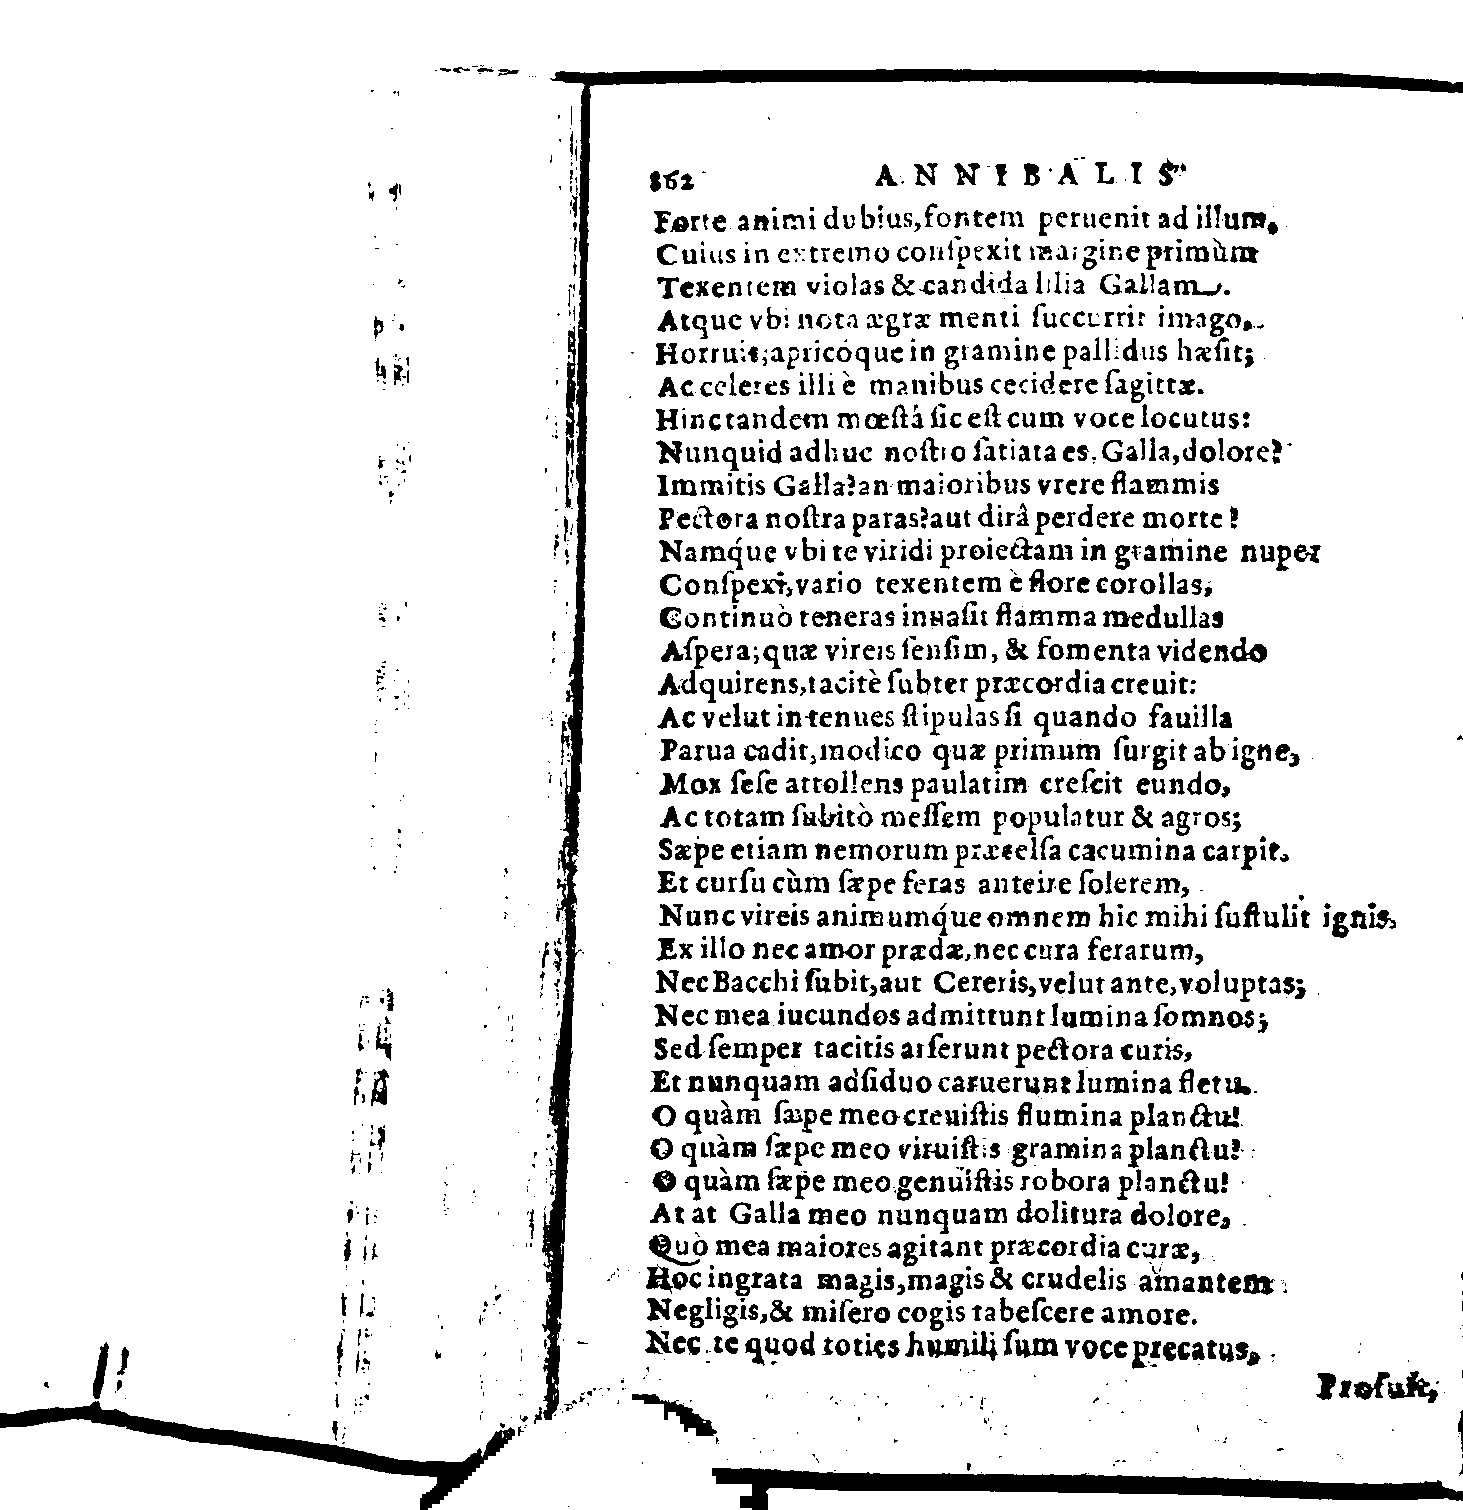 862 ANNIBALIS
Forte animi dubius, fontem peruenit ad illum,
Cuius in extremo conſpexit margine primùm
Texentem violas & candida lilia Gallam.
Atque vbi nota ægræ menti ſuccurrit imago,
Horruit; apricóque in gramine pallidus hæſit;
Ac celeres illi è manibus cecidere ſagittæ.
Hinc tandem mœſtâ ſic eſt cum voce locutus:
Nunquid adhuc noſtro ſatiata es, Galla, dolore?
Immitis Galla? an maioribus vrere flammis
Pectora noſtra paras? aut dirâ perdere morte?
Namq́ue vbi te viridi proiectam in gramine nuper
Conſpexi, vario texentem è flore corollas,
Continuò teneras inuaſit flamma medullas
Aſpera; quæ vireis ſenſim, & fomenta videndo
Adquirens, tacitè ſubter præcordia creuit:
Ac velut in tenues ſtipulas ſi quando fauilla
Parua cadit, modico quæ primum ſurgit ab igne,
Mox ſeſe attollens paulatim creſcit eundo,
Ac totam ſubitò meſſem populatur & agros;
Sæpe etiam nemorum præcelſa cacumina carpit.
Et curſu cùm ſæpe feras anteire ſolerem,
Nunc vireis animumq́ue omnem hic mihi ſuſtulit ignis,
Ex illo nec amor prædæ, nec cura ferarum,
Nec Bacchi ſubit, aut Cereris, velut ante, voluptas;
Nec mea iucundos admittunt lumina ſomnos;
Sed ſemper tacitis arſerunt pectora curis,
Et nunquam adſiduo caruerunt lumina fletu.
O quàm ſæpe meo creuiſtis flumina planctu!
O quàm ſæpe meo viruiſtis gramina planctu!
O quàm ſæpe meo genuiſtis robora planctu!
At at Galla meo nunquam dolitura dolore,
Quò mea maiores agitant præcordia curæ,
Hoc ingrata magis, magis & crudelis amantem
Negligis, & miſero cogis tabeſcere amore.
Nec te quod toties humili ſum voce precatus,
Profuit,